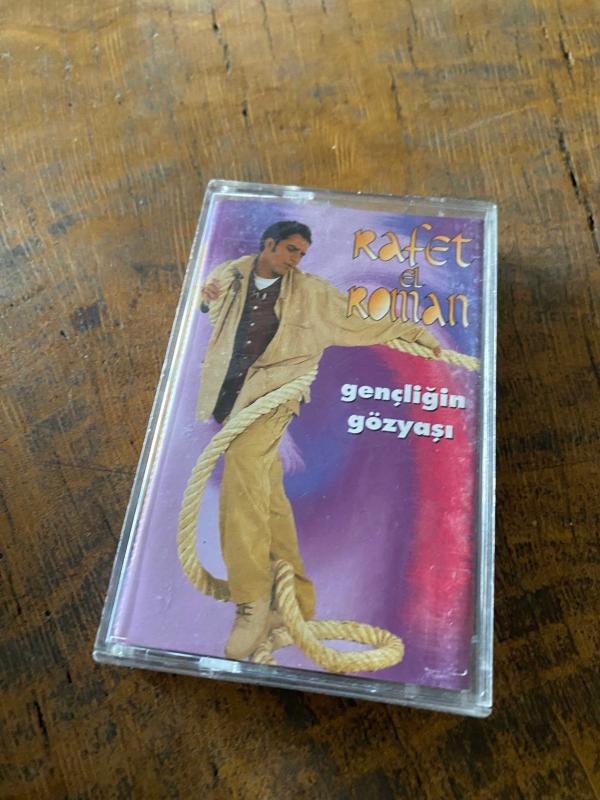 Rafet
el
Roman
gençliğin
gözyaşı